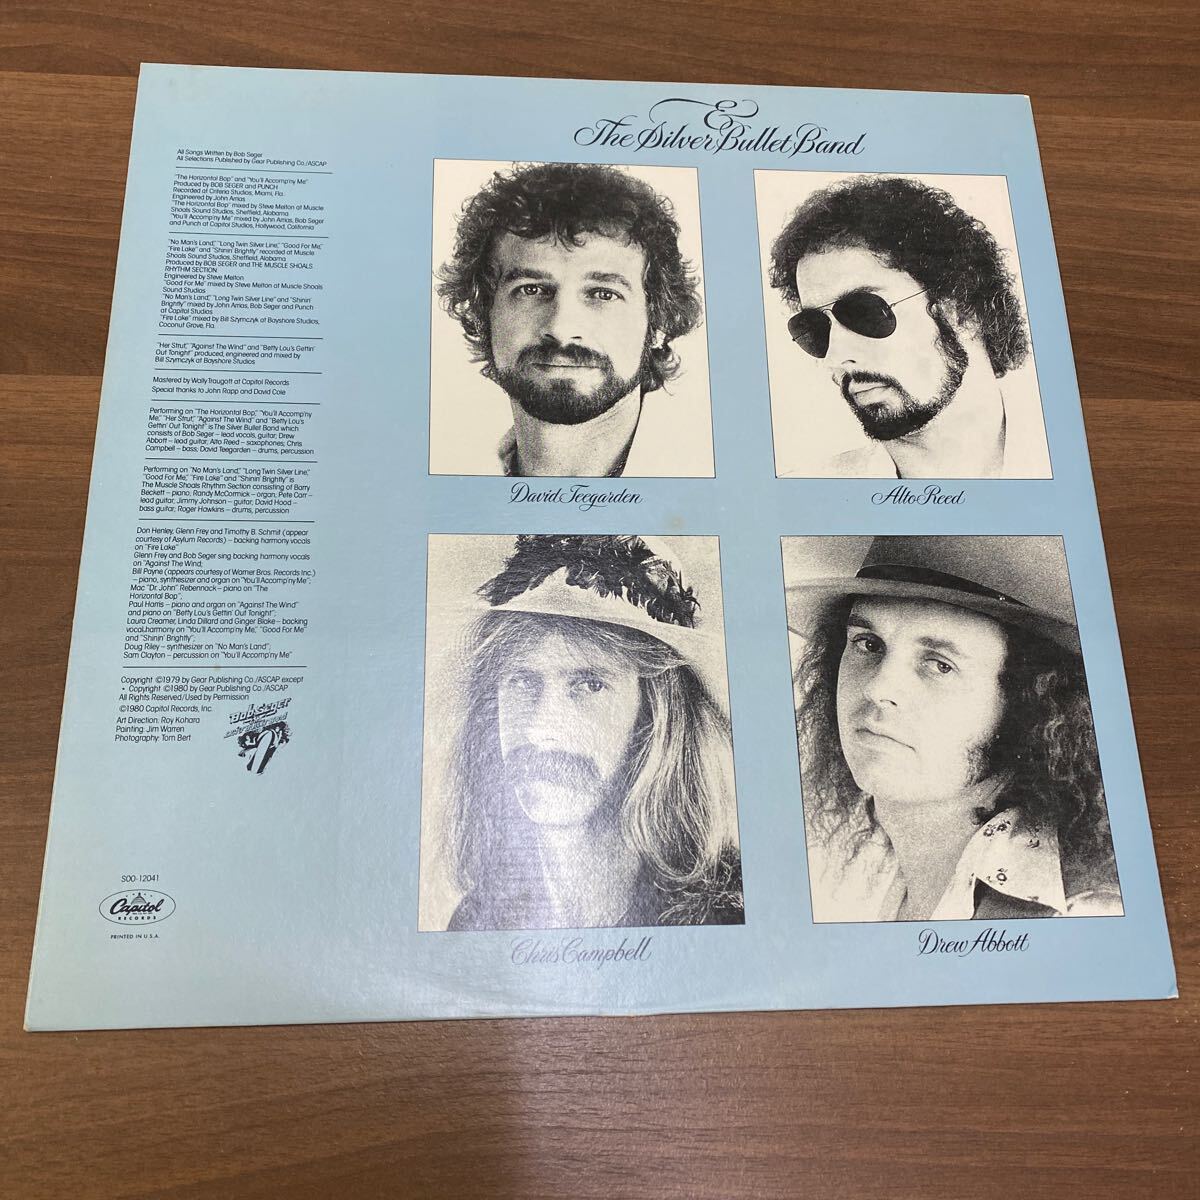 &
The Silver Bullet Band
All Songs Written by Bob Seger
All Selections Published by Gear Publishing Co./ASCAP
"The Horizontal Bop" and "You'll Accomp'ny Me"
Produced by BOB SEGER and PUNCH
Recorded at Criteria Studios, Miami, Fla.
Engineered by John Arrias
"The Horizontal Bop" mixed by Steve Melton at Muscle
Shoals Sound Studios, Sheffield, Alabama
"You'll Accomp'ny Me" mixed by John Arrias, Bob Seger
and Punch at Capitol Studios, Hollywood, California
"No Man's Land," "Long Twin Silver Line," "Good For Me,"
"Fire Lake" and "Shinin' Brightly" recorded at Muscle
Shoals Sound Studios, Sheffield, Alabama
Produced by BOB SEGER and THE MUSCLE SHOALS
RHYTHM SECTION
Engineered by Steve Melton
"Good For Me" mixed by Steve Melton at Muscle Shoals
Sound Studios
"No Man's Land," "Long Twin Silver Line" and "Shinin'
Brightly" mixed by John Arrias, Bob Seger and Punch
at Capitol Studios
"Fire Lake" mixed by Bill Szymczyk at Bayshore Studios,
Coconut Grove, Fla.
"Her Strut," "Against The Wind" and "Betty Lou's Gettin'
Out Tonight" produced, engineered and mixed by
Bill Szymczyk at Bayshore Studios
Mastered by Wally Traugott at Capitol Records
Special thanks to John Rapp and David Cole
Performing on "The Horizontal Bop," "You'll Accomp'ny
Me," "Her Strut," "Against The Wind" and "Betty Lou's
Gettin' Out Tonight" is The Silver Bullet Band which
consists of Bob Seger – lead vocals, guitar; Drew
Abbott – lead guitar; Alto Reed – saxophones; Chris
Campbell – bass; David Teegarden – drums, percussion
Performing on "No Man's Land," "Long Twin Silver Line,"
"Good For Me," "Fire Lake" and "Shinin' Brightly" is
The Muscle Shoals Rhythm Section consisting of Barry
Beckett – piano; Randy McCormick – organ; Pete Carr –
lead guitar; Jimmy Johnson – guitar; David Hood –
bass guitar; Roger Hawkins – drums, percussion
Don Henley, Glenn Frey and Timothy B. Schmit (appear
courtesy of Asylum Records) – backing harmony vocals
on "Fire Lake"
Glenn Frey and Bob Seger sing backing harmony vocals
on "Against The Wind;
Bill Payne (appears courtesy of Warner Bros. Records Inc.)
– piano, synthesizer and organ on "You'll Accomp'ny Me";
Mac "Dr. John" Rebennack – piano on "The
Horizontal Bop";
Paul Harris – piano and organ on "Against The Wind"
and piano on "Betty Lou's Gettin' Out Tonight";
Laura Creamer, Linda Dillard and Ginger Blake – backing
vocal harmony on "You'll Accomp'ny Me," "Good For Me"
and "Shinin' Brightly";
Doug Riley – synthesizer on "No Man's Land";
Sam Clayton – percussion on "You'll Accomp'ny Me"
Copyright ©1979 by Gear Publishing Co./ASCAP except
• Copyright ©1980 by Gear Publishing Co./ASCAP
All Rights Reserved/Used by Permission
©1980 Capitol Records, Inc.
Art Direction: Roy Kohara
Painting: Jim Warren
Photography: Tom Bert
Bob Seger
SOO-12041
Capitol
RECORDS
PRINTED IN U.S.A.
David Teegarden
Alto Reed
Chris Campbell
Drew Abbott